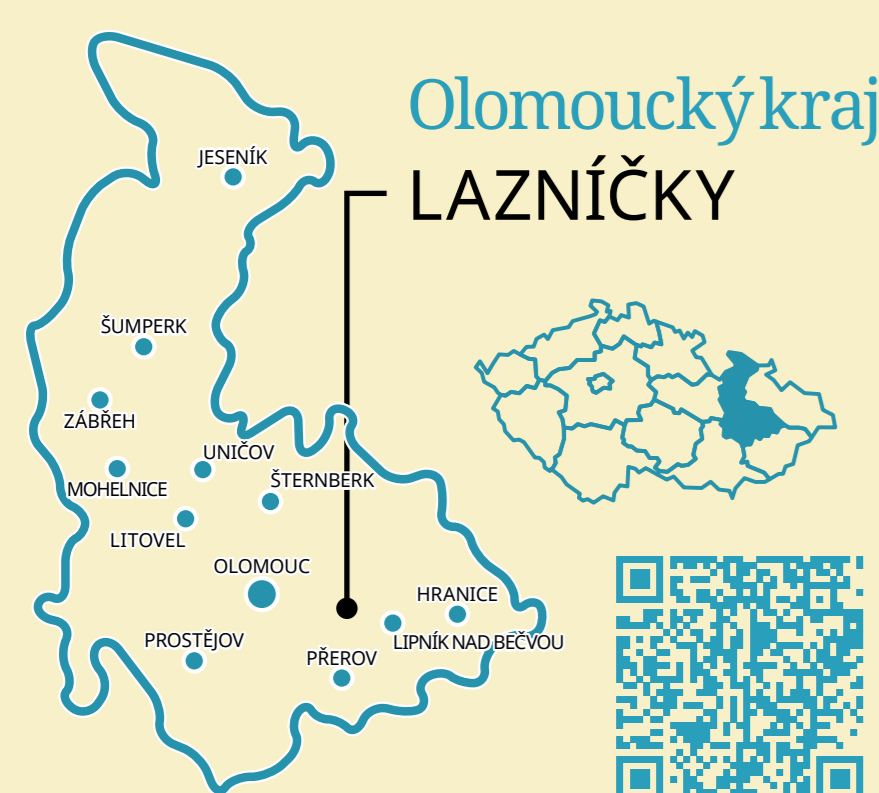 Olomoucký kraj
LAZNÍČKY
JESENÍK
ŠUMPERK
ZÁBŘEH
UNIČOV
MOHELNICE
ŠTERNBERK
LITOVEL
OLOMOUC
HRANICE
PROSTĚJOV
LIPNÍK NAD BEČVOU
PŘEROV